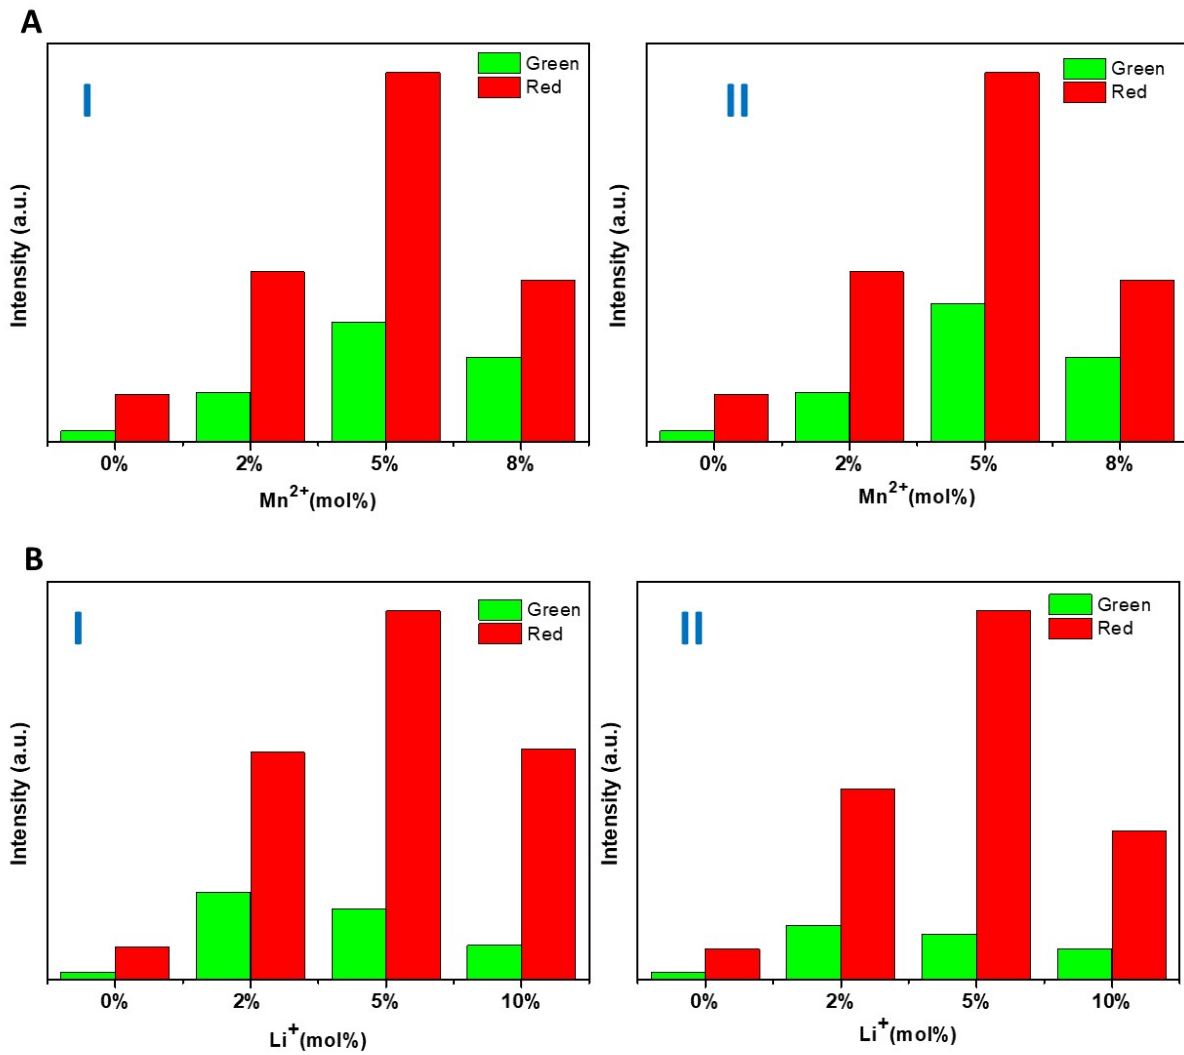 A
I
Green
Red
Intensity (a.u.)
0% 2% 5% 8%
Mn²⁺(mol%)
II
Green
Red
Intensity (a.u.)
0% 2% 5% 8%
Mn²⁺(mol%)
B
I
Green
Red
Intensity (a.u.)
0% 2% 5% 10%
Li⁺(mol%)
II
Green
Red
Intensity (a.u.)
0% 2% 5% 10%
Li⁺(mol%)